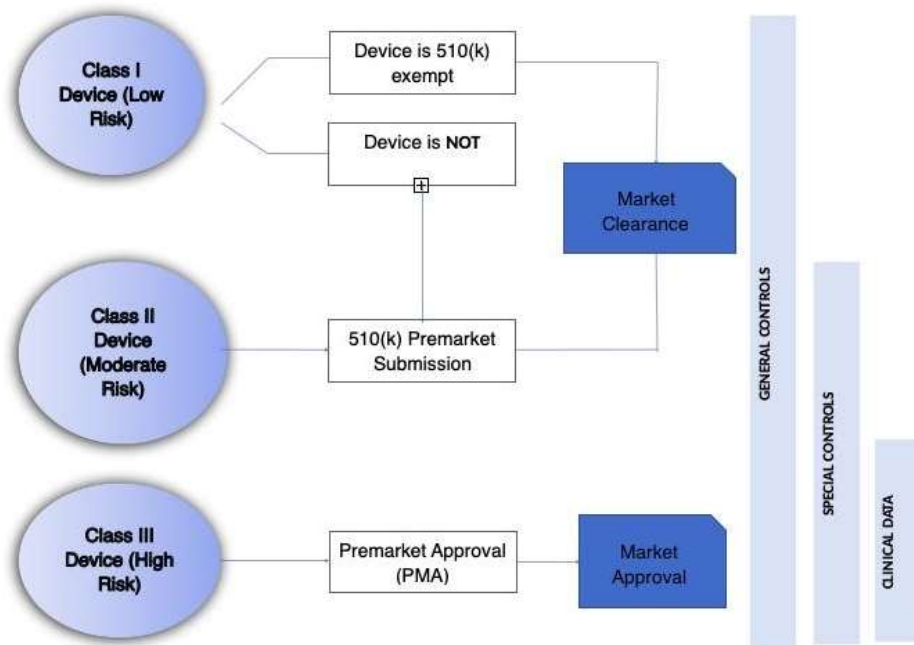 Class I
Device (Low
Risk)
Device is 510(k)
exempt
Device is NOT
Market
Clearance
Class II
Device
(Moderate
Risk)
510(k) Premarket
Submission
Class III
Device (High
Risk)
Premarket Approval
(PMA)
Market
Approval
GENERAL CONTROLS
SPECIAL CONTROLS
CLINICAL DATA